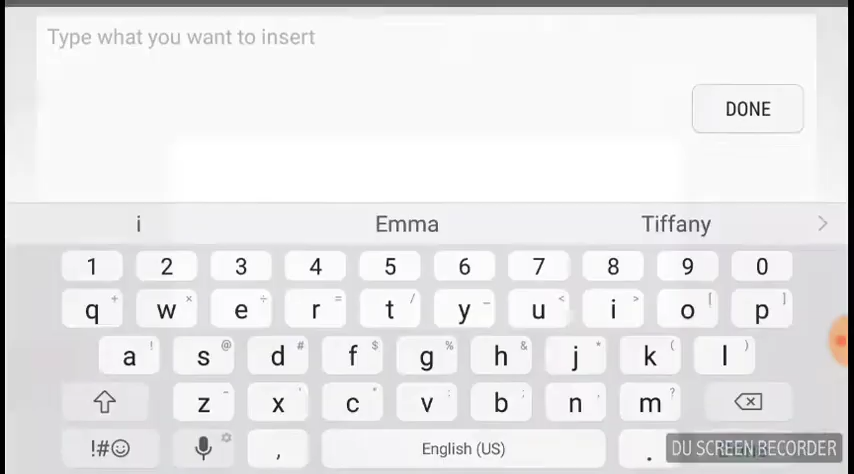 Type what you want to insert
DONE
i Emma Tiffany >
1 2 3 4 5 6 7 8 9 0
q + w × e ÷ r = t / y _ u < i > o [ p ]
a ! s @ d # f $ g % h & j * k ( l )
z - x ' c " v : b ; n , m ?
!#☺ , English (US) .
DU SCREEN RECORDER